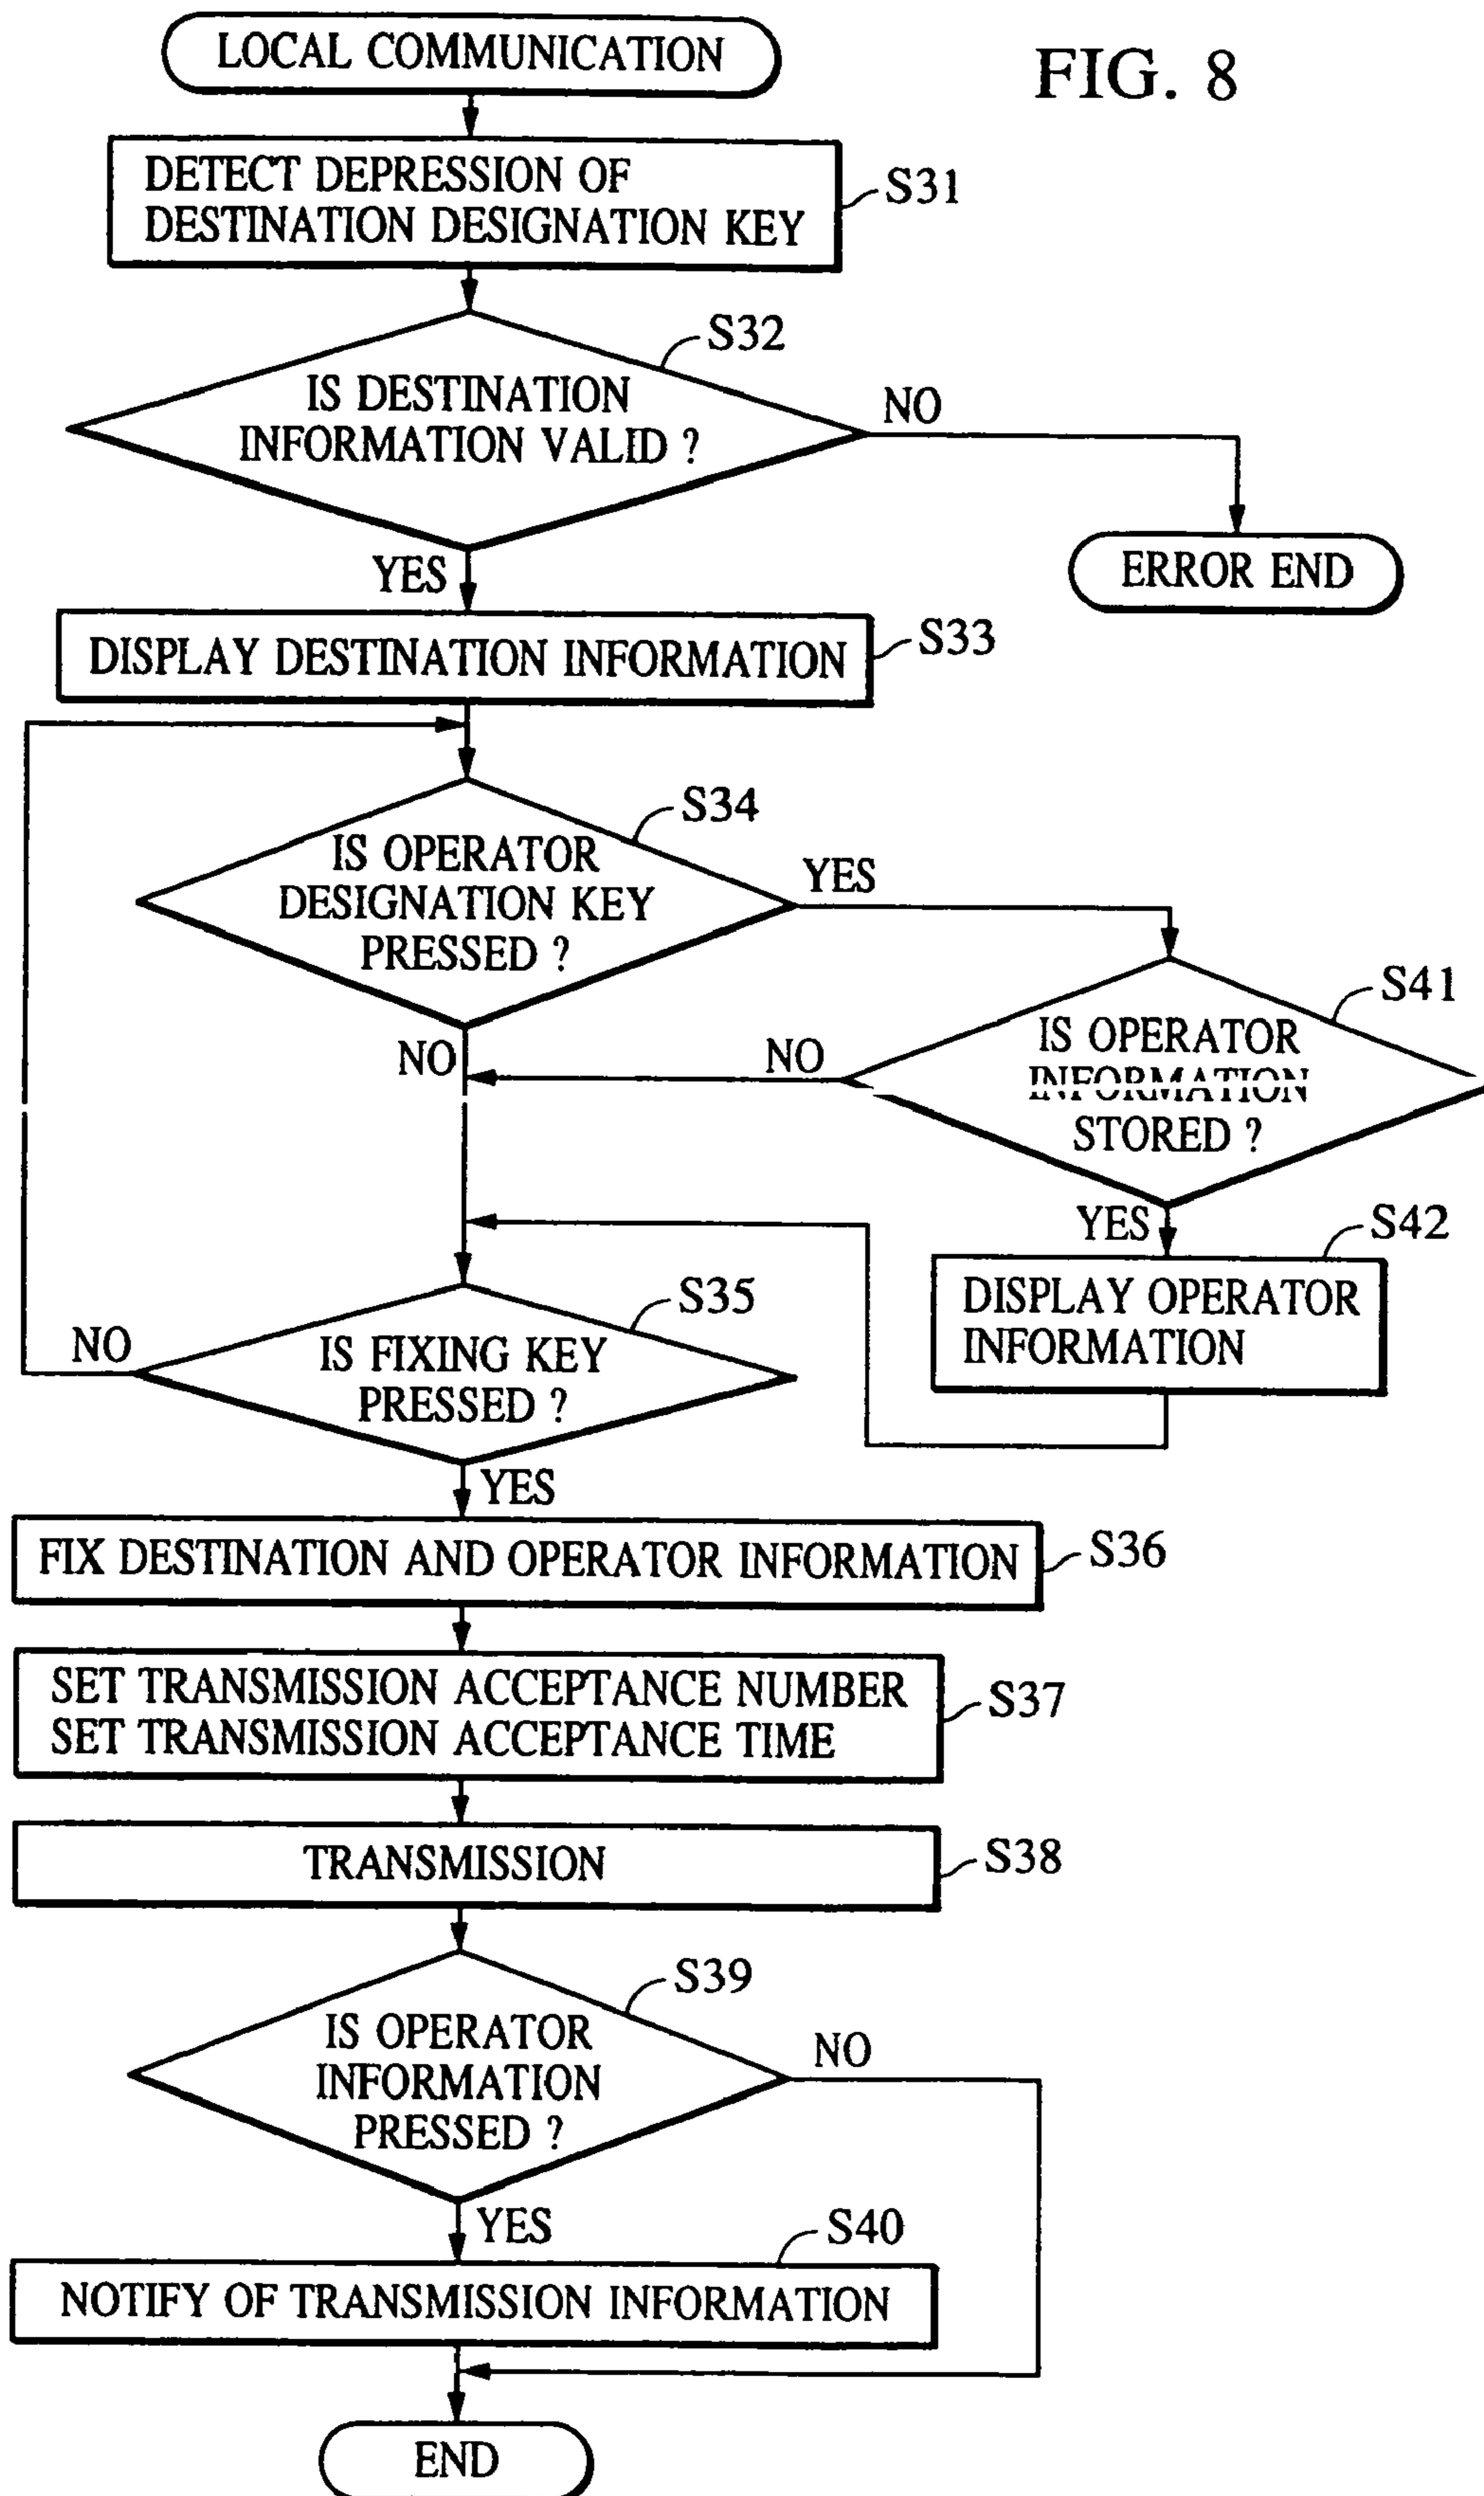 LOCAL COMMUNICATION
FIG. 8
DETECT DEPRESSION OF
DESTINATION DESIGNATION KEY
S31
S32
IS DESTINATION
INFORMATION VALID ?
NO
YES
ERROR END
DISPLAY DESTINATION INFORMATION
S33
S34
IS OPERATOR
DESIGNATION KEY
PRESSED ?
YES
NO
S41
IS OPERATOR
INFORMATION
STORED ?
NO
YES
S42
DISPLAY OPERATOR
INFORMATION
S35
IS FIXING KEY
PRESSED ?
NO
YES
FIX DESTINATION AND OPERATOR INFORMATION
S36
SET TRANSMISSION ACCEPTANCE NUMBER
SET TRANSMISSION ACCEPTANCE TIME
S37
TRANSMISSION
S38
S39
IS OPERATOR
INFORMATION
PRESSED ?
NO
YES
S40
NOTIFY OF TRANSMISSION INFORMATION
END